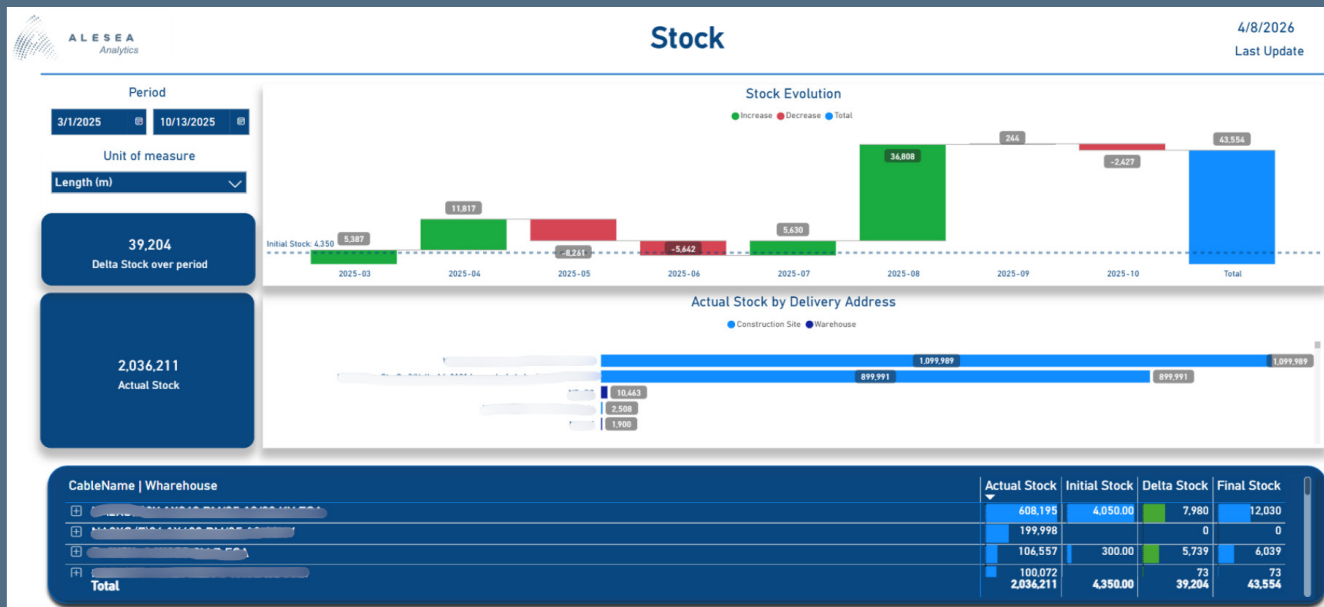 ALESEA
Analytics
Stock
4/8/2026
Last Update
Period
3/1/2025
10/13/2025
Unit of measure
Length (m)
39,204
Delta Stock over period
2,036,211
Actual Stock
Stock Evolution
Increase Decrease Total
Initial Stock: 4,350
5,387
11,817
-8,261
-5,642
5,630
36,808
244
-2,427
43,554
2025-03 2025-04 2025-05 2025-06 2025-07 2025-08 2025-09 2025-10 Total
Actual Stock by Delivery Address
Construction Site Warehouse
1,099,989 1,099,989
899,991 899,991
10,463
2,508
1,900
CableName | Wharehouse Actual Stock Initial Stock Delta Stock Final Stock
608,195 4,050.00 7,980 12,030
199,998 0 0
106,557 300.00 5,739 6,039
100,072 73 73
Total 2,036,211 4,350.00 39,204 43,554